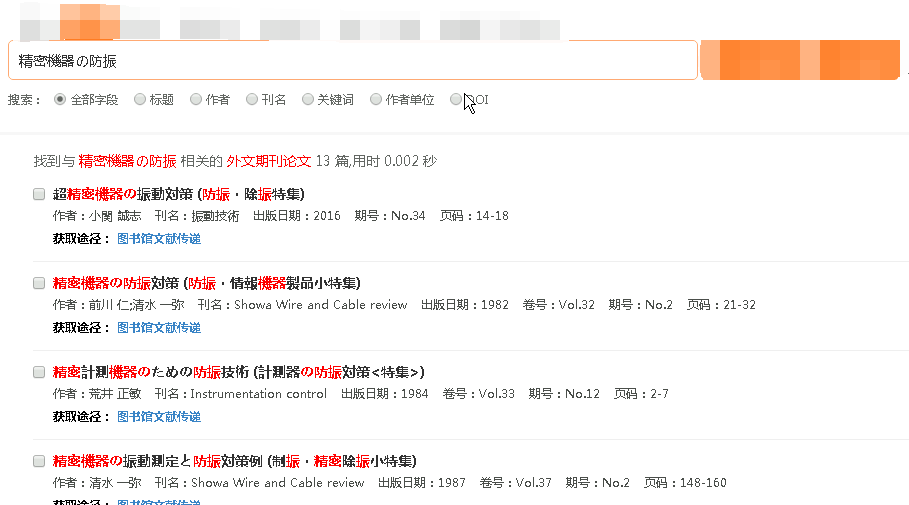 精密機器の防振
搜索： 全部字段 标题 作者 刊名 关键词 作者单位 OI
找到与 精密機器の防振 相关的 外文期刊论文 13 篇,用时 0.002 秒
超精密機器の振動対策 (防振・除振特集)
作者：小関 誠志 刊名：振動技術 出版日期：2016 期号：No.34 页码：14-18
获取途径： 图书馆文献传递
精密機器の防振対策 (防振・情報機器製品小特集)
作者：前川 仁;清水 一弥 刊名：Showa Wire and Cable review 出版日期：1982 卷号：Vol.32 期号：No.2 页码：21-32
获取途径： 图书馆文献传递
精密計測機器のための防振技術 (計測器の防振対策<特集>)
作者：荒井 正敏 刊名：Instrumentation control 出版日期：1984 卷号：Vol.33 期号：No.12 页码：2-7
获取途径： 图书馆文献传递
精密機器の振動測定と防振対策例 (制振・精密除振小特集)
作者：清水 一弥 刊名：Showa Wire and Cable review 出版日期：1987 卷号：Vol.37 期号：No.2 页码：148-160
获取途径： 图书馆文献传递